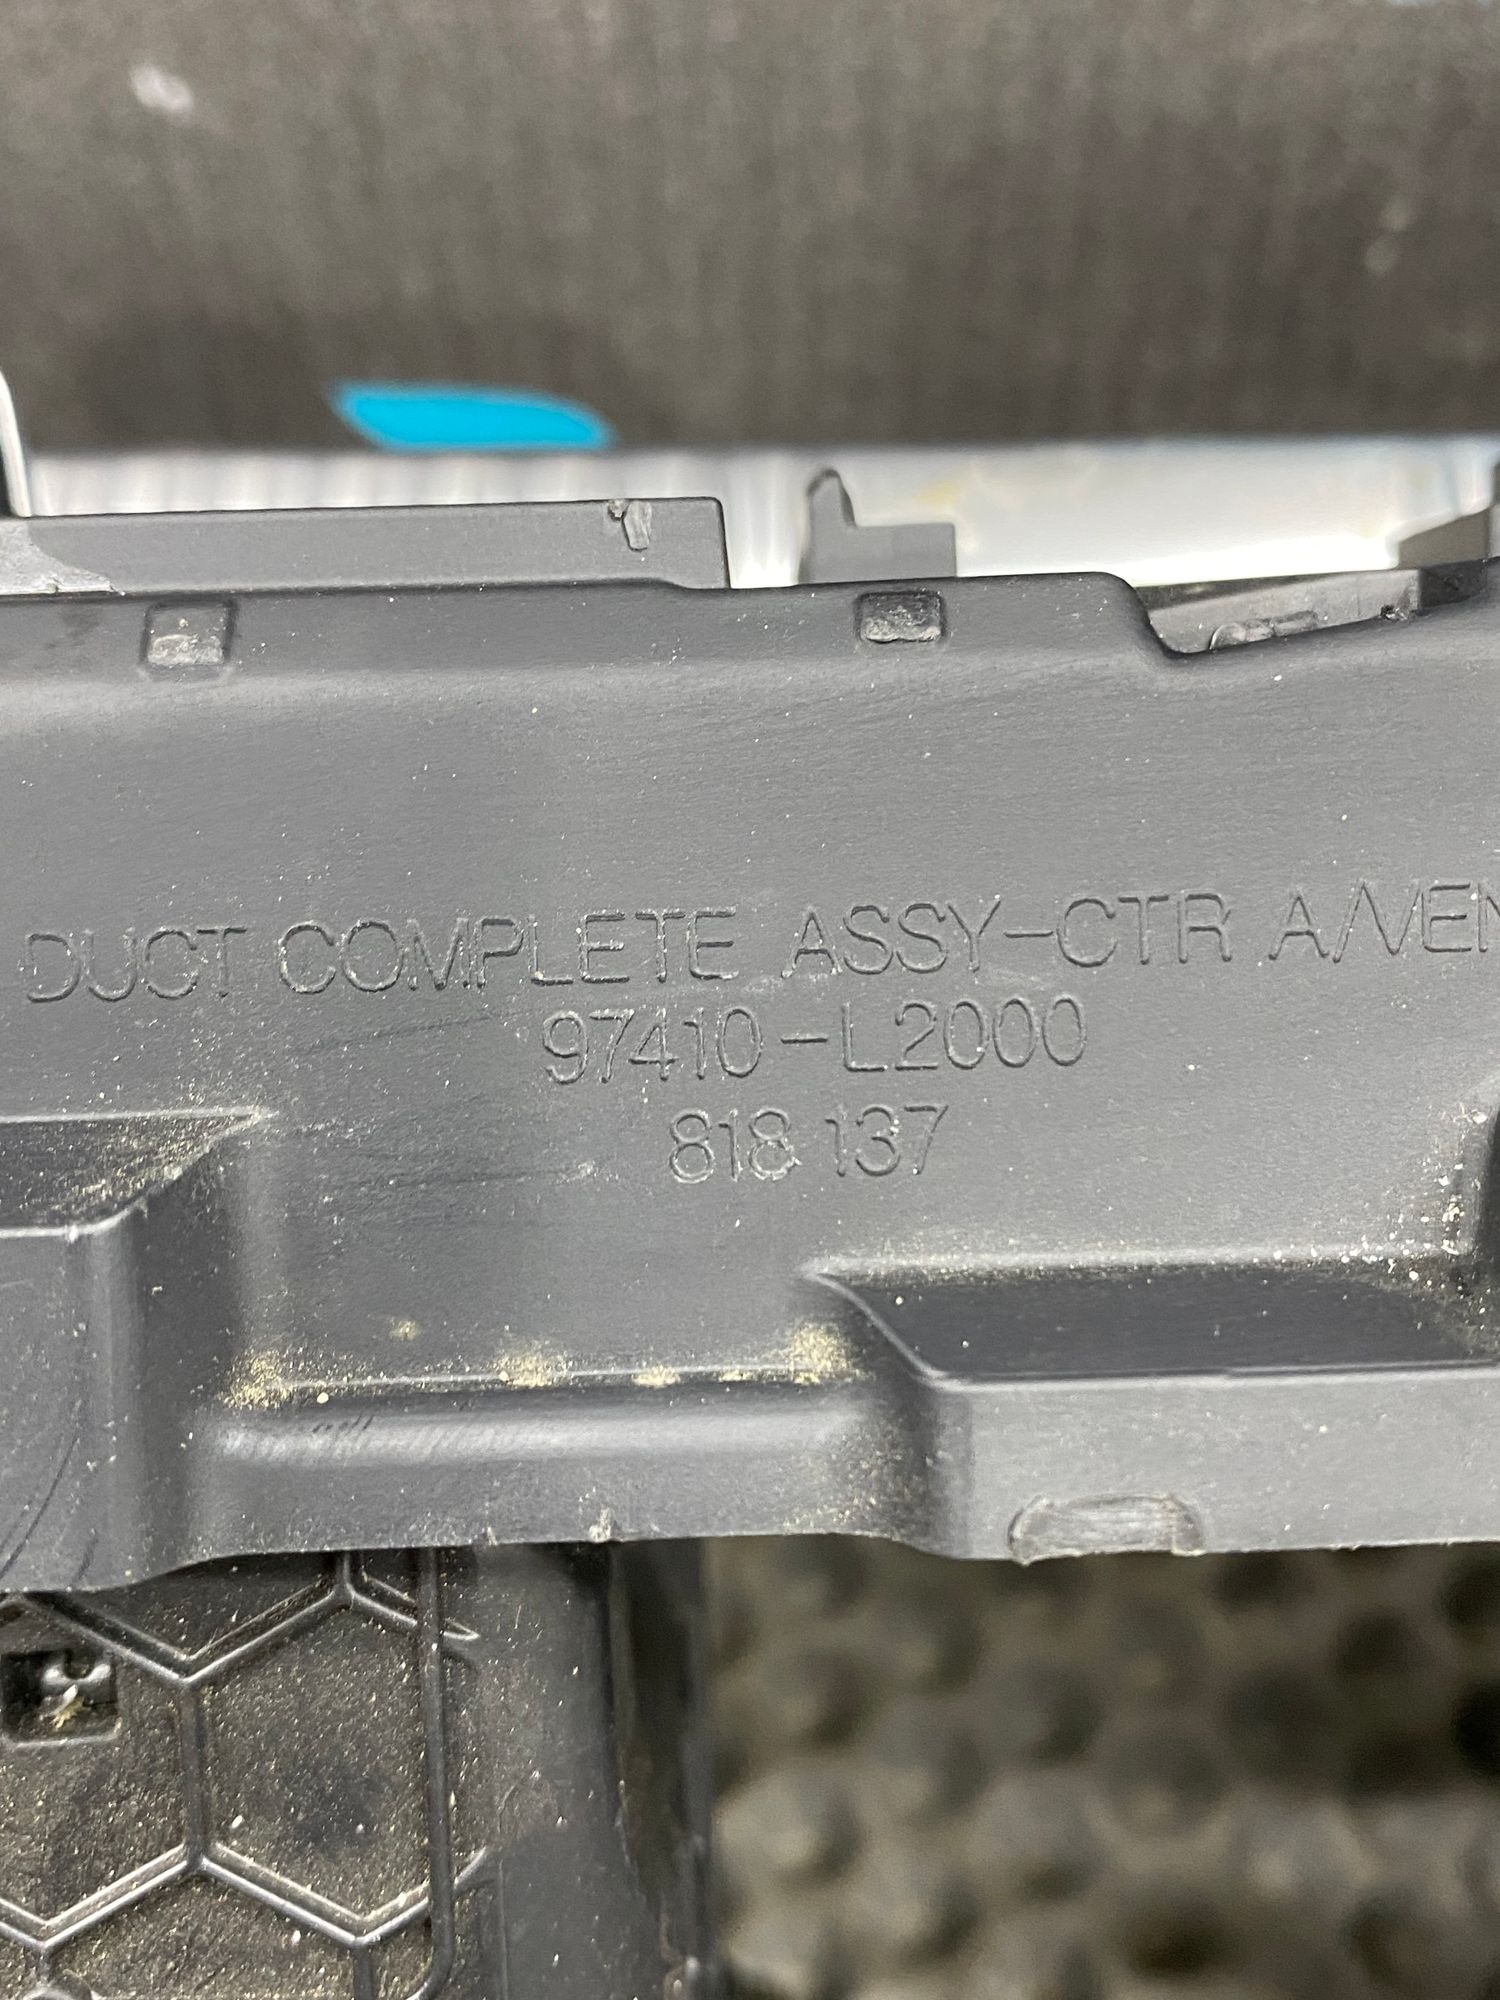 DUCT COMPLETE ASSY-CTR A/VEN
97410-L2000
818 137